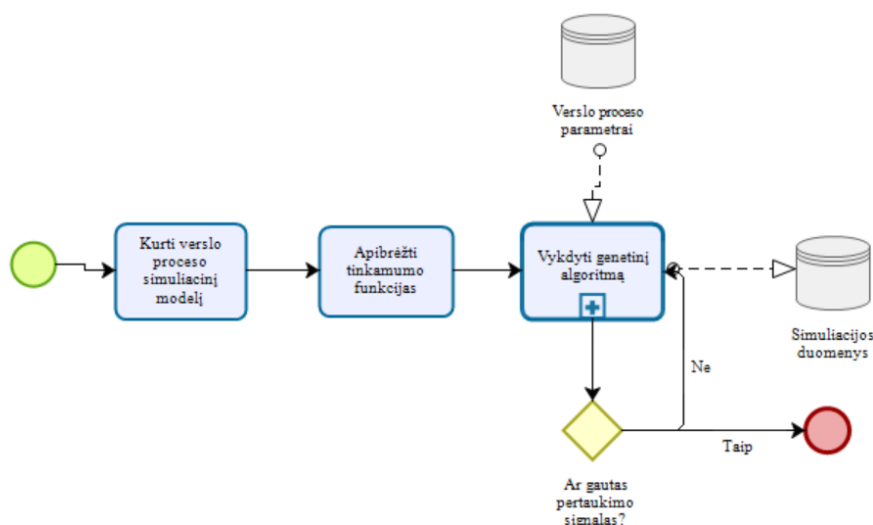 Verslo proceso
parametrai
Kurti verslo
proceso
simuliacinį
modelį
Apibrėžti
tinkamumo
funkcijas
Vykdyti genetinį
algoritmą
Simuliacijos
duomenys
Ne
Taip
Ar gautas
pertaukimo
signalas?